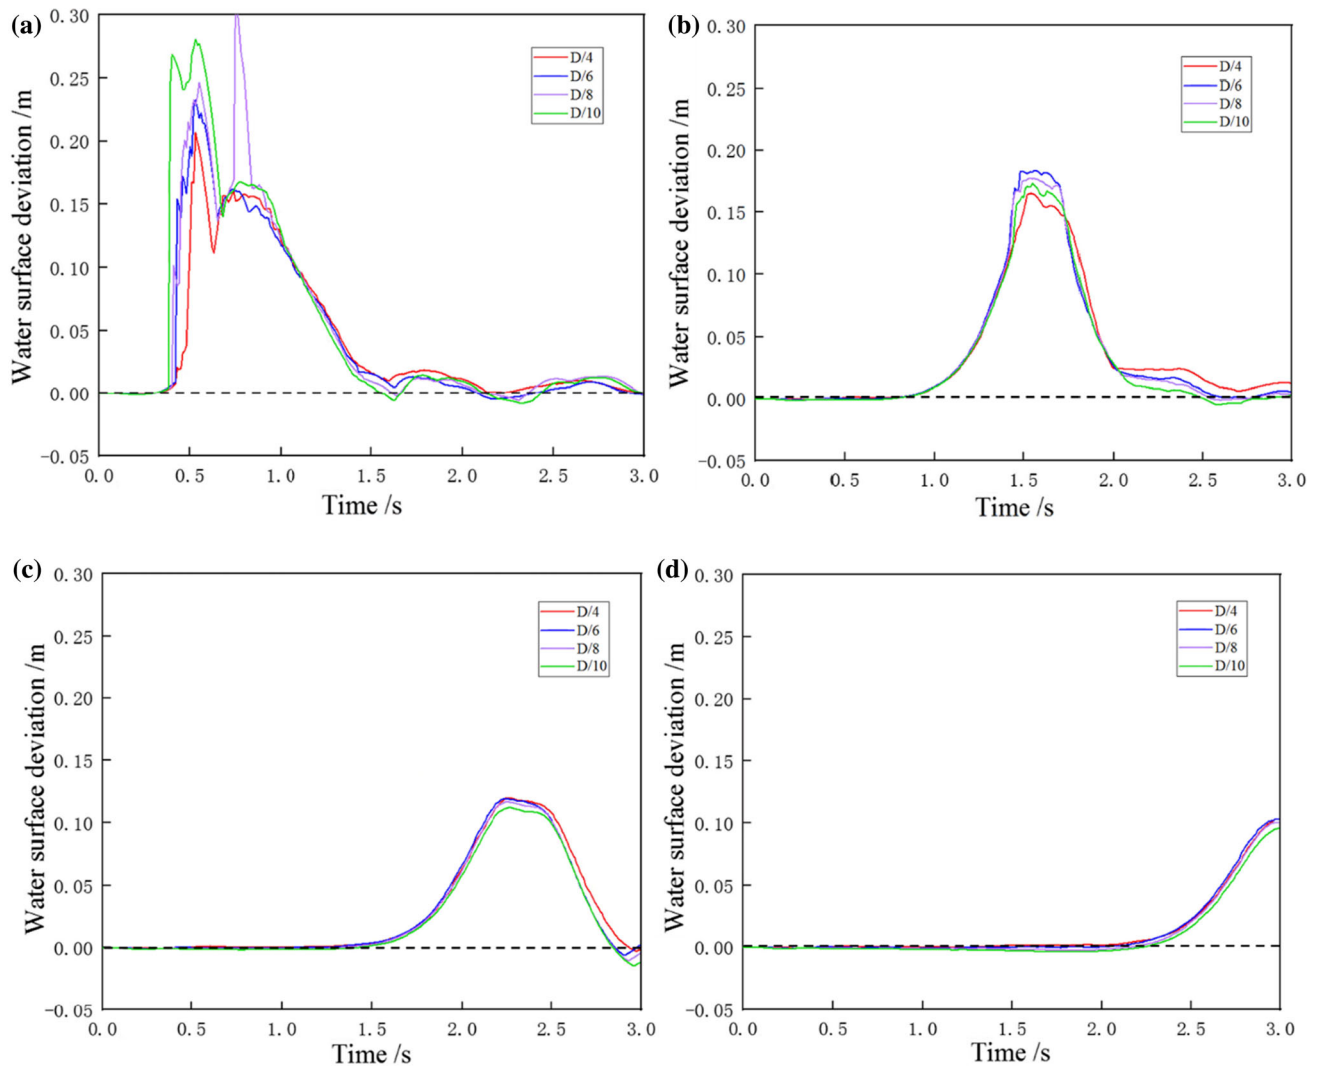 (a)
0.30
0.25
0.20
0.15
0.10
0.05
0.00
-0.05
Water surface deviation /m
D/4
D/6
D/8
D/10
0.0 0.5 1.0 1.5 2.0 2.5 3.0
Time /s
(b)
0.30
0.25
0.20
0.15
0.10
0.05
0.00
-0.05
Water surface deviation /m
D/4
D/6
D/8
D/10
0.0 0.5 1.0 1.5 2.0 2.5 3.0
Time /s
(c)
0.30
0.25
0.20
0.15
0.10
0.05
0.00
-0.05
Water surface deviation /m
D/4
D/6
D/8
D/10
0.0 0.5 1.0 1.5 2.0 2.5 3.0
Time /s
(d)
0.30
0.25
0.20
0.15
0.10
0.05
0.00
-0.05
Water surface deviation /m
D/4
D/6
D/8
D/10
0.0 0.5 1.0 1.5 2.0 2.5 3.0
Time /s